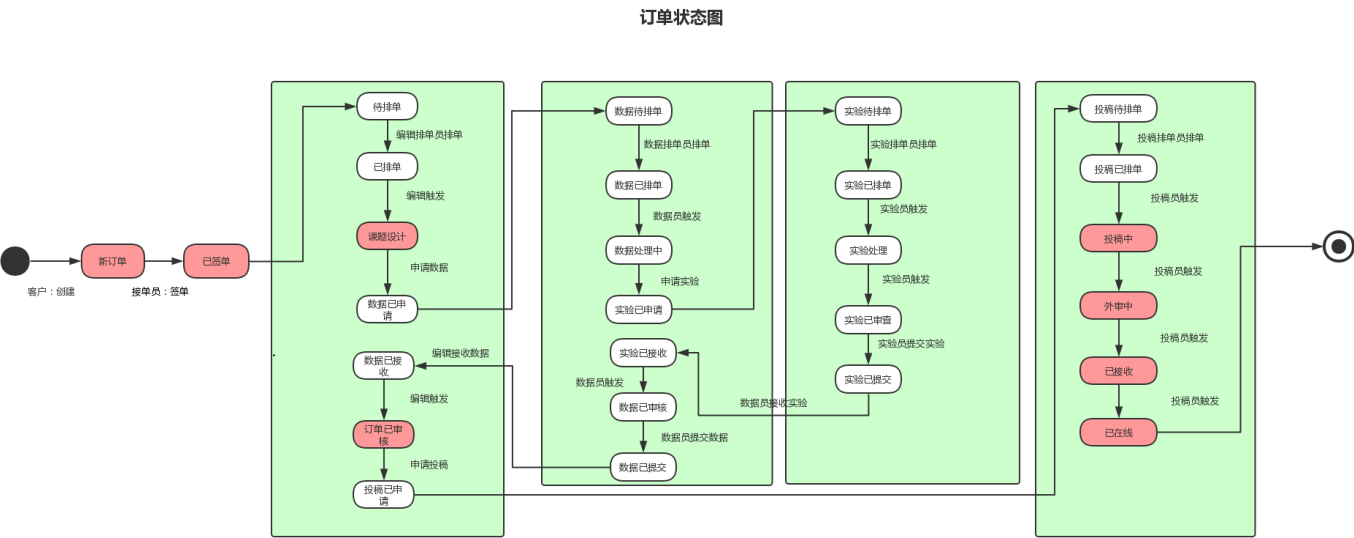 订单状态图
新订单
客户：创建
已签单
接单员：签单
待排单
编辑排单员排单
已排单
编辑触发
课题设计
申请数据
数据已申
请
数据已接
收
编辑接收数据
编辑触发
订单已审
核
申请投稿
投稿已申
请
数据待排单
数据排单员排单
数据已排单
数据员触发
数据处理中
申请实验
实验已申请
实验已接收
数据员触发
数据已审核
数据员提交数据
数据已提交
实验待排单
实验排单员排单
实验已排单
实验员触发
实验处理
实验员触发
实验已审查
实验员提交实验
实验已提交
数据员接收实验
投稿待排单
投稿排单员排单
投稿已排单
投稿员触发
投稿中
投稿员触发
外审中
投稿员触发
已接收
投稿员触发
已在线